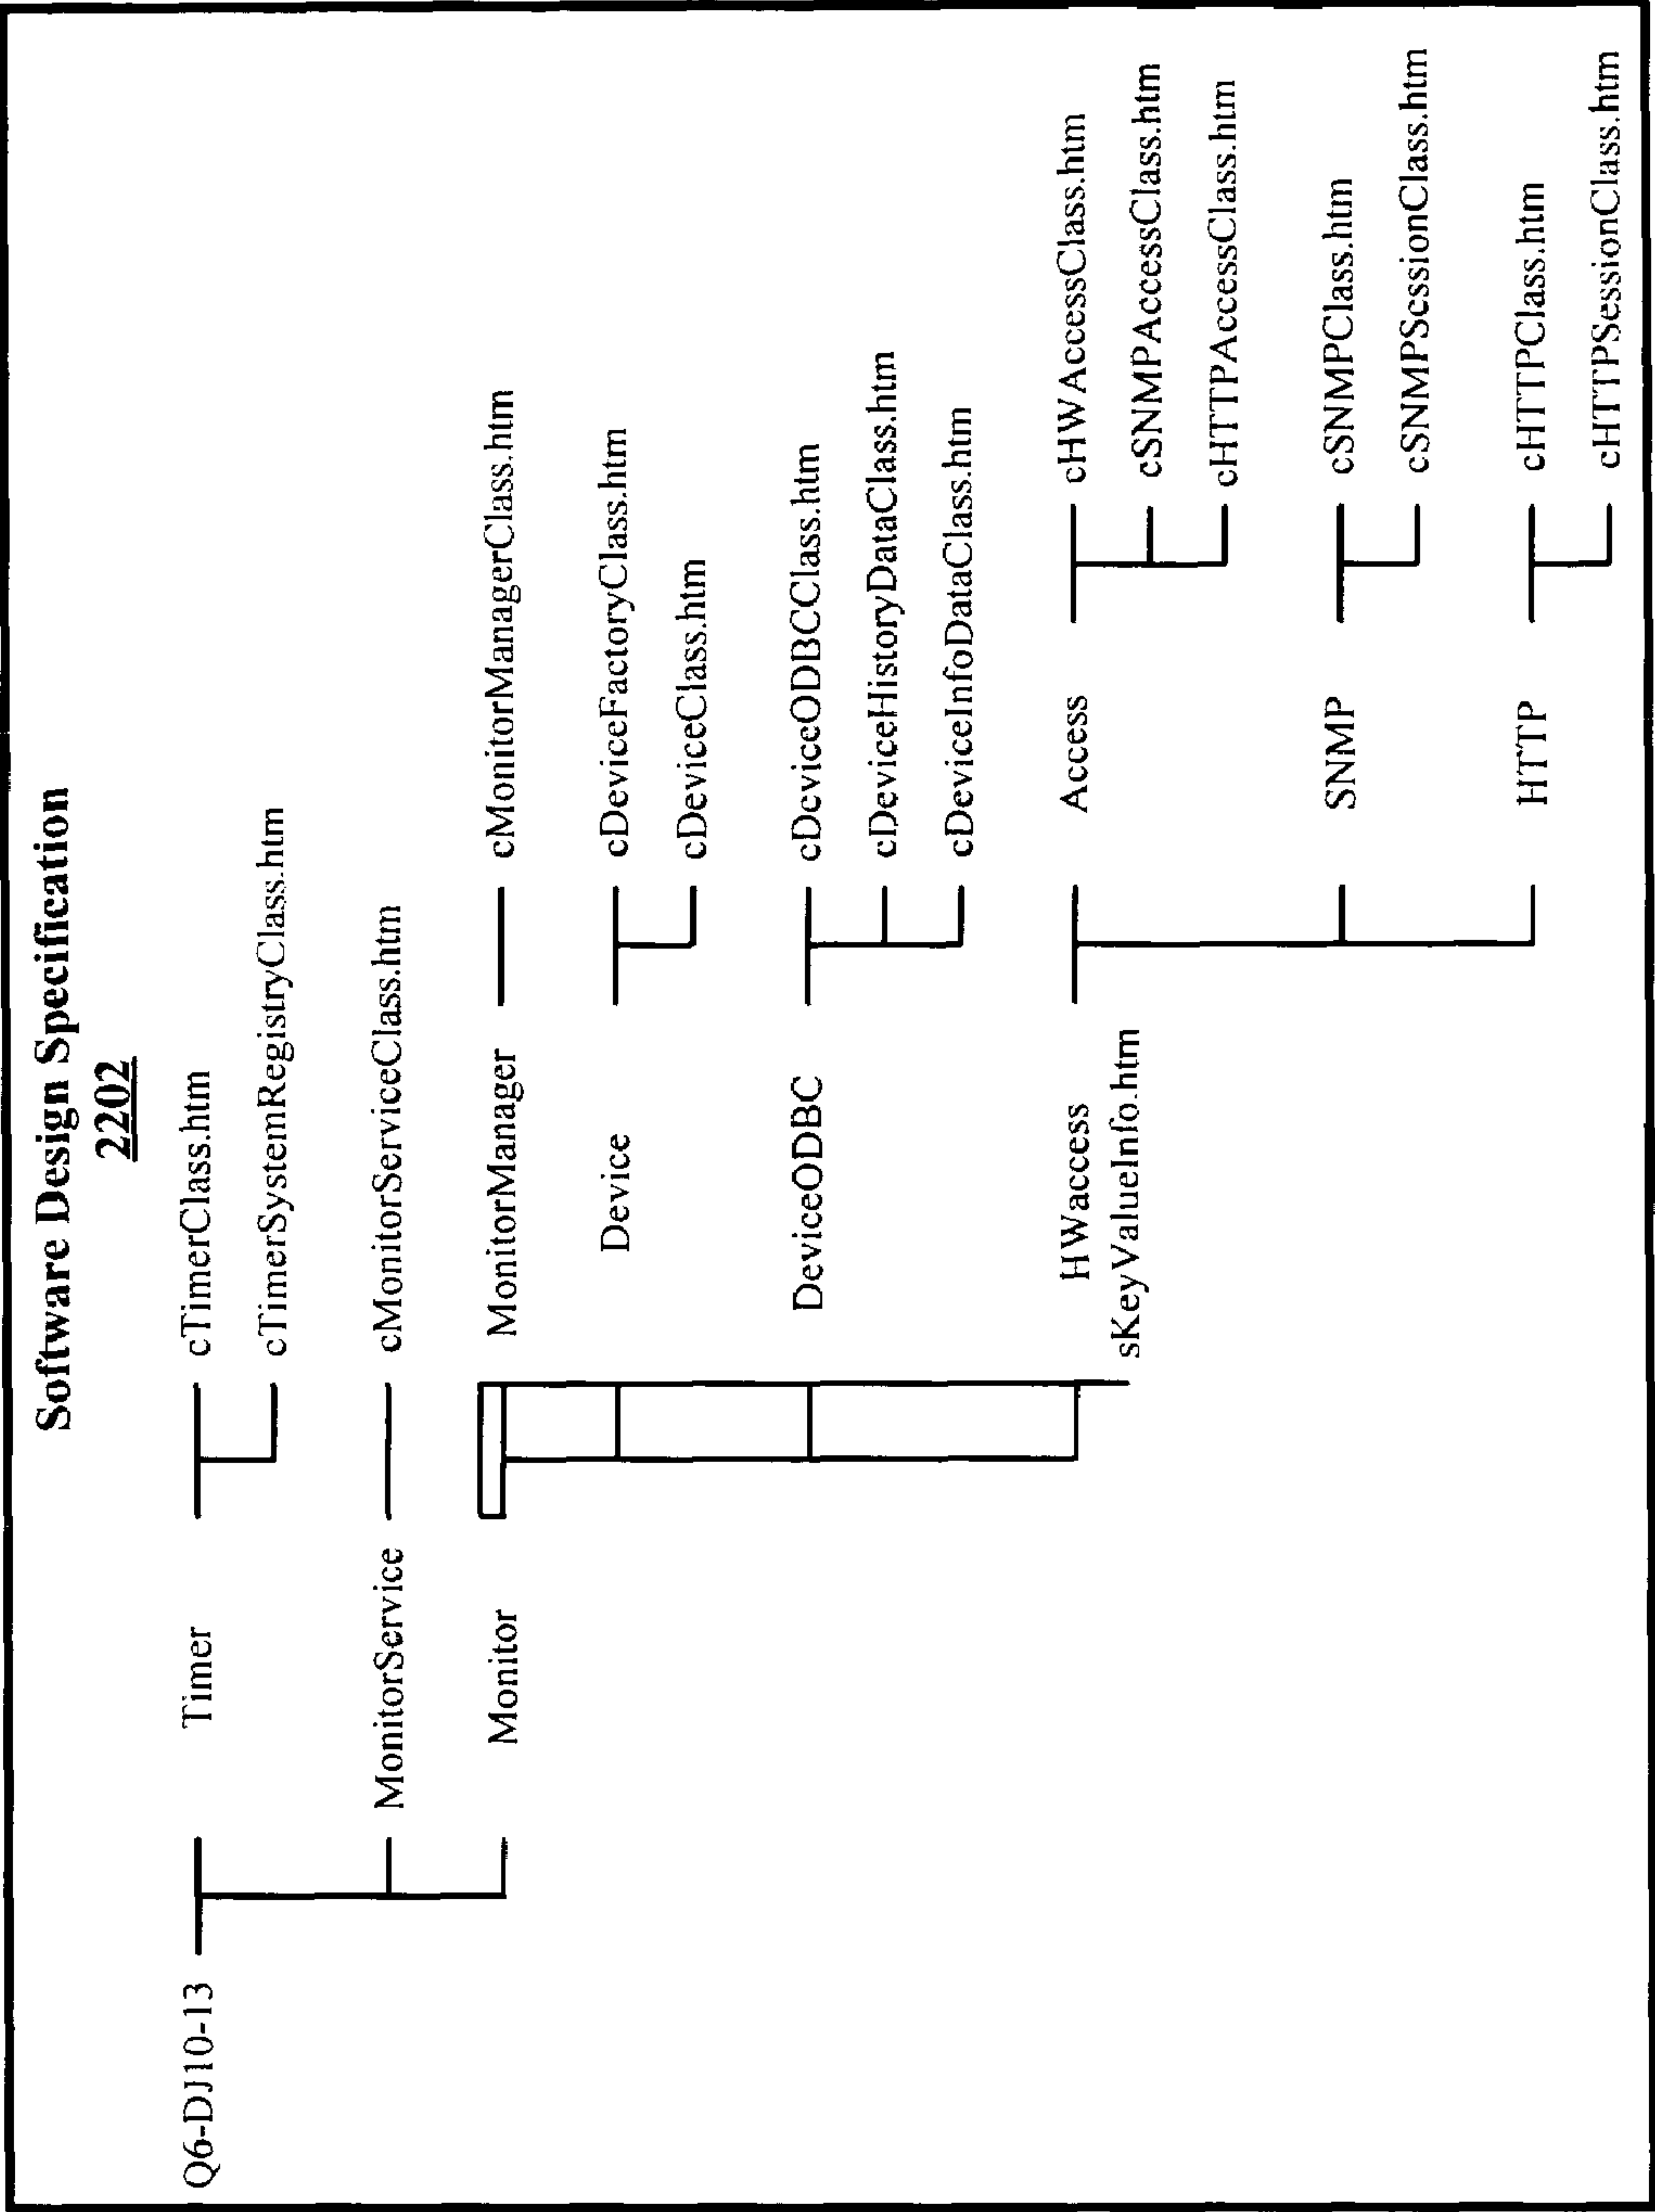 Software Design Specification
2202
Q6-DJ10-13 Timer cTimerClass.htm
cTimerSystemRegistryClass.htm
MonitorService cMonitorServiceClass.htm
Monitor MonitorManager cMonitorManagerClass.htm
Device cDeviceFactoryClass.htm
cDeviceClass.htm
DeviceODBC cDeviceODBCClass.htm
cDeviceHistoryDataClass.htm
cDeviceInfoDataClass.htm
HWaccess Access cHWAccessClass.htm
sKeyValueInfo.htm
cSNMPAccessClass.htm
cHTTPAccessClass.htm
SNMP cSNMPClass.htm
cSNMPSessionClass.htm
HTTP cHTTPClass.htm
cHTTPSessionClass.htm